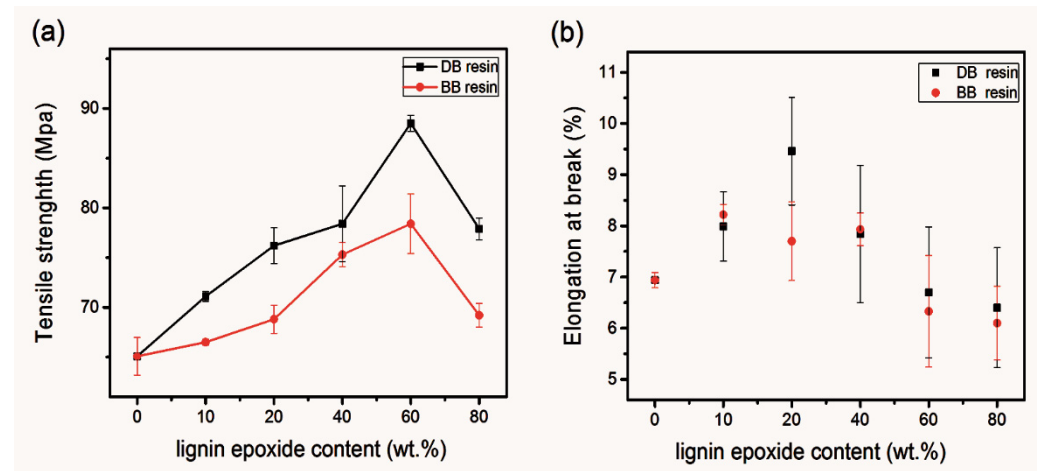 (a)
DB resin
BB resin
90
80
70
Tensile strenghth (Mpa)
0 10 20 40 60 80
lignin epoxide content (wt.%)
(b)
DB resin
BB resin
11
10
9
8
7
6
5
Elongation at break (%)
0 10 20 40 60 80
lignin epoxide content (wt.%)